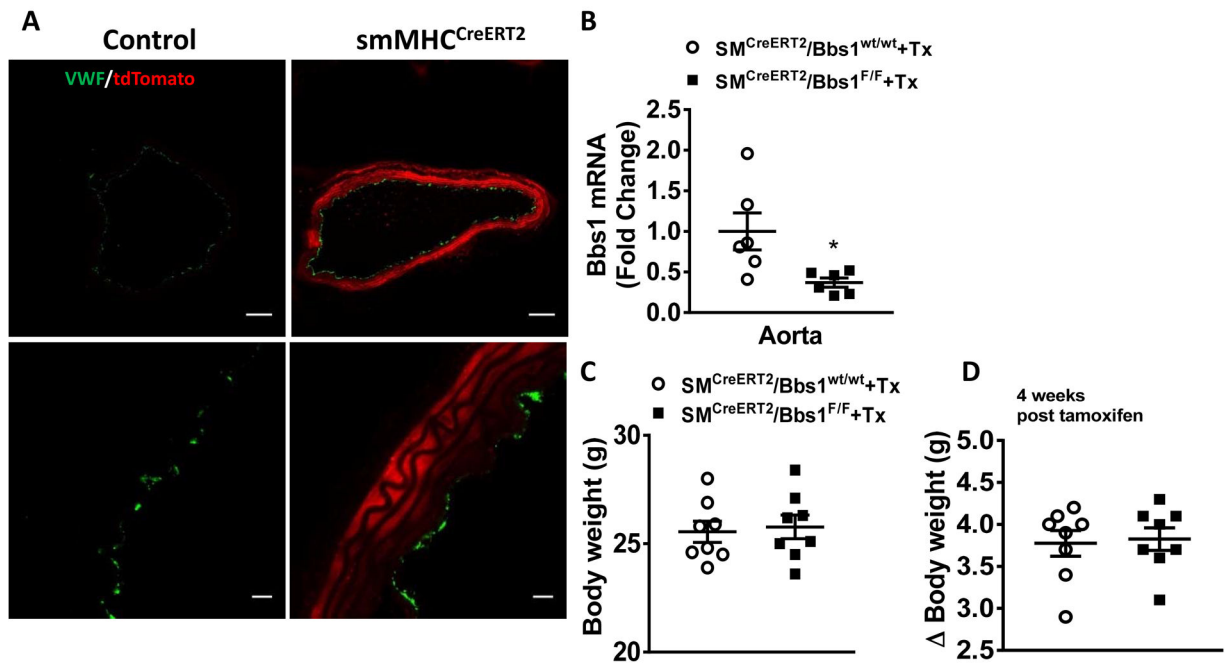 A
Control
smMHC^CreERT2
VWF/tdTomato
B
SM^CreERT2/Bbs1^wt/wt+Tx
SM^CreERT2/Bbs1^F/F+Tx
Bbs1 mRNA
(Fold Change)
2.5
2.0
1.5
1.0
0.5
0.0
*
Aorta
C
SM^CreERT2/Bbs1^wt/wt+Tx
SM^CreERT2/Bbs1^F/F+Tx
Body weight (g)
30
25
20
D
4 weeks
post tamoxifen
Δ Body weight (g)
5.0
4.5
4.0
3.5
3.0
2.5